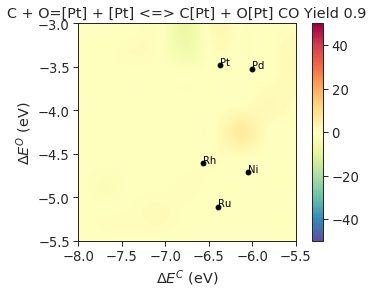 C + O=[Pt] + [Pt] <=> C[Pt] + O[Pt] CO Yield 0.9
−3.0
−3.5
−4.0
−4.5
−5.0
−5.5
ΔE^O (eV)
Pt
Pd
Rh
Ni
Ru
−8.0 −7.5 −7.0 −6.5 −6.0 −5.5
ΔE^C (eV)
40
20
0
−20
−40